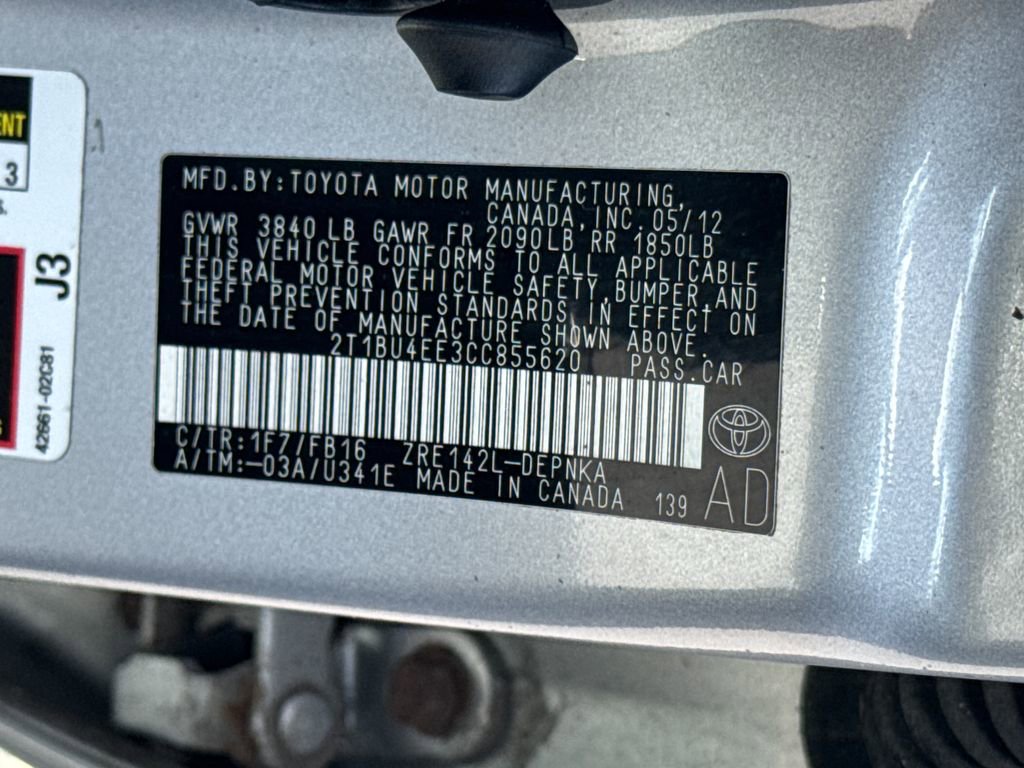 ENT
3
S.
J3
42661-02C81
S
MFD.BY:TOYOTA MOTOR MANUFACTURING,
CANADA,INC.05/12
GVWR 3840LB GAWR FR 2090LB RR 1850LB
THIS VEHICLE CONFORMS TO ALL APPLICABLE
FEDERAL MOTOR VEHICLE SAFETY,BUMPER,AND
THEFT PREVENTION STANDARDS IN EFFECT ON
THE DATE OF MANUFACTURE SHOWN ABOVE.
2T1BU4EE3CC855620 PASS.CAR
C/TR:1F7/FB16 ZRE142L-DEPNKA
A/TM:-03A/U341E MADE IN CANADA 139 AD